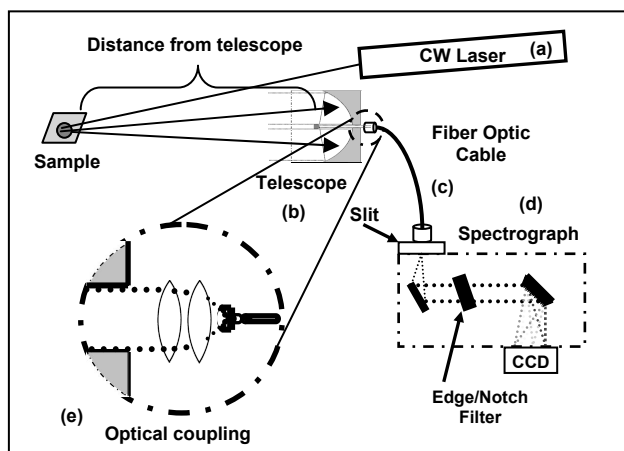 Distance from telescope
CW Laser (a)
Sample
Telescope
(b)
Fiber Optic
Cable
(c)
(d)
Slit
Spectrograph
CCD
Edge/Notch
Filter
(e)
Optical coupling